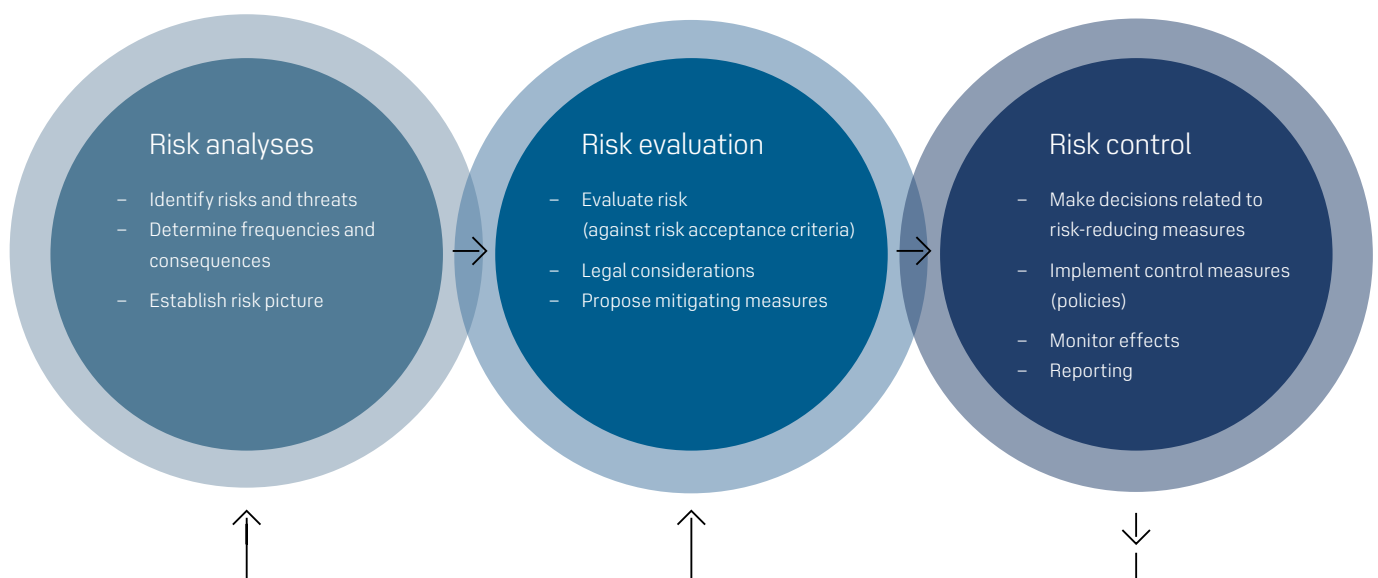 Risk analyses
– Identify risks and threats
– Determine frequencies and
consequences
– Establish risk picture
Risk evaluation
– Evaluate risk
(against risk acceptance criteria)
– Legal considerations
– Propose mitigating measures
Risk control
– Make decisions related to
risk-reducing measures
– Implement control measures
(policies)
– Monitor effects
– Reporting